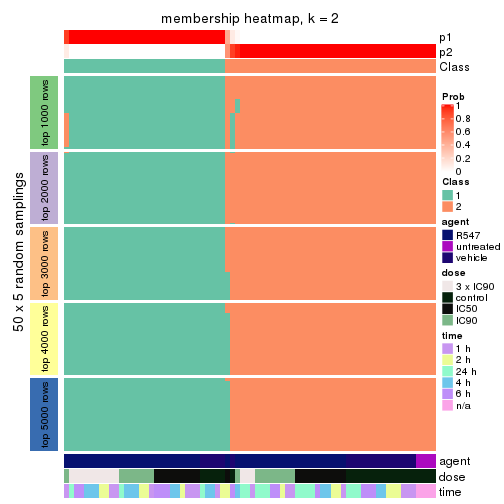 membership heatmap, k = 2
p1
p2
Class
50 x 5 random samplings
top 1000 rows
top 2000 rows
top 3000 rows
top 4000 rows
top 5000 rows
agent
dose
time
Prob
1
0.8
0.6
0.4
0.2
0
Class
1
2
agent
R547
untreated
vehicle
dose
3 x IC90
control
IC50
IC90
time
1 h
2 h
24 h
4 h
6 h
n/a